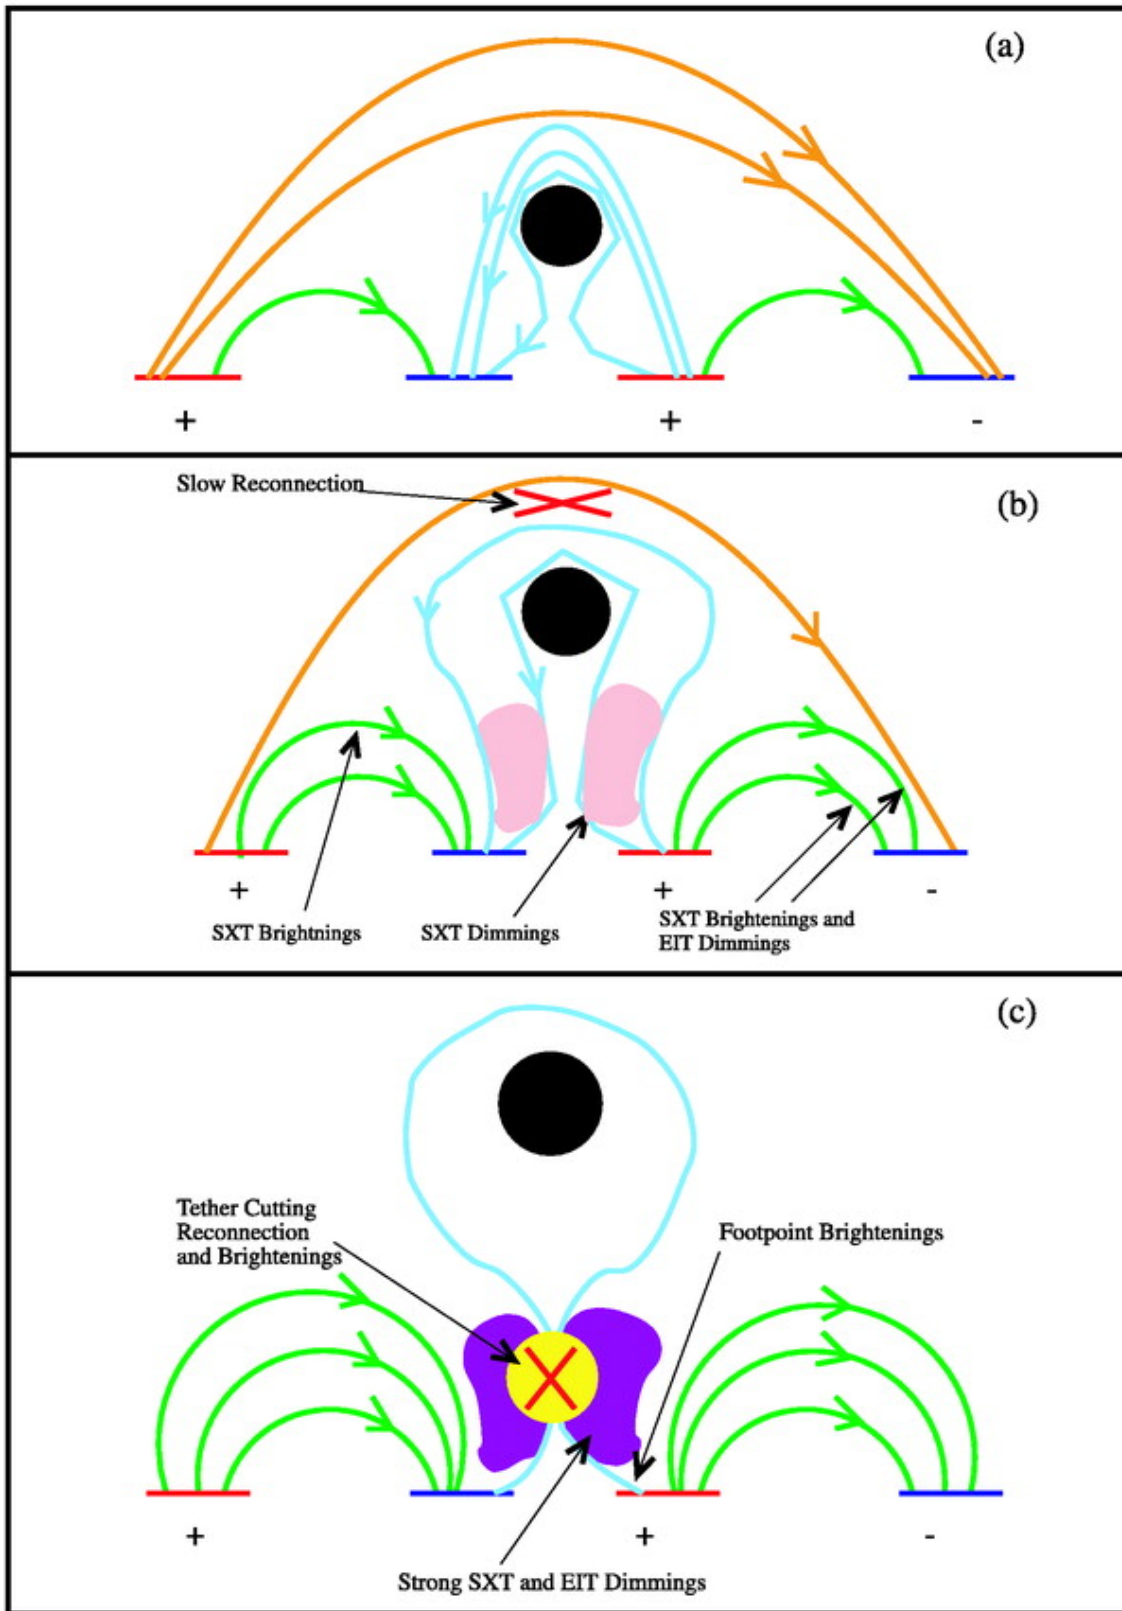 (a)
+ + -
Slow Reconnection
(b)
+ + -
SXT Brightnings
SXT Dimmings
SXT Brightenings and
EIT Dimmings
(c)
Tether Cutting
Reconnection
and Brightenings
Footpoint Brightenings
+ + -
Strong SXT and EIT Dimmings